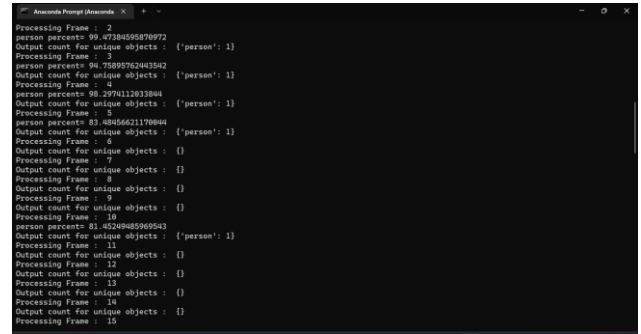 Anaconda Prompt (Anaconda
Processing Frame :  2
person percent= 99.47384595870972
Output count for unique objects :  {'person': 1}
Processing Frame :  3
person percent= 94.75895762443542
Output count for unique objects :  {'person': 1}
Processing Frame :  4
person percent= 98.2974112033844
Output count for unique objects :  {'person': 1}
Processing Frame :  5
person percent= 83.48456621170044
Output count for unique objects :  {'person': 1}
Processing Frame :  6
Output count for unique objects :  {}
Processing Frame :  7
Output count for unique objects :  {}
Processing Frame :  8
Output count for unique objects :  {}
Processing Frame :  9
Output count for unique objects :  {}
Processing Frame :  10
person percent= 81.45249485969543
Output count for unique objects :  {'person': 1}
Processing Frame :  11
Output count for unique objects :  {}
Processing Frame :  12
Output count for unique objects :  {}
Processing Frame :  13
Output count for unique objects :  {}
Processing Frame :  14
Output count for unique objects :  {}
Processing Frame :  15